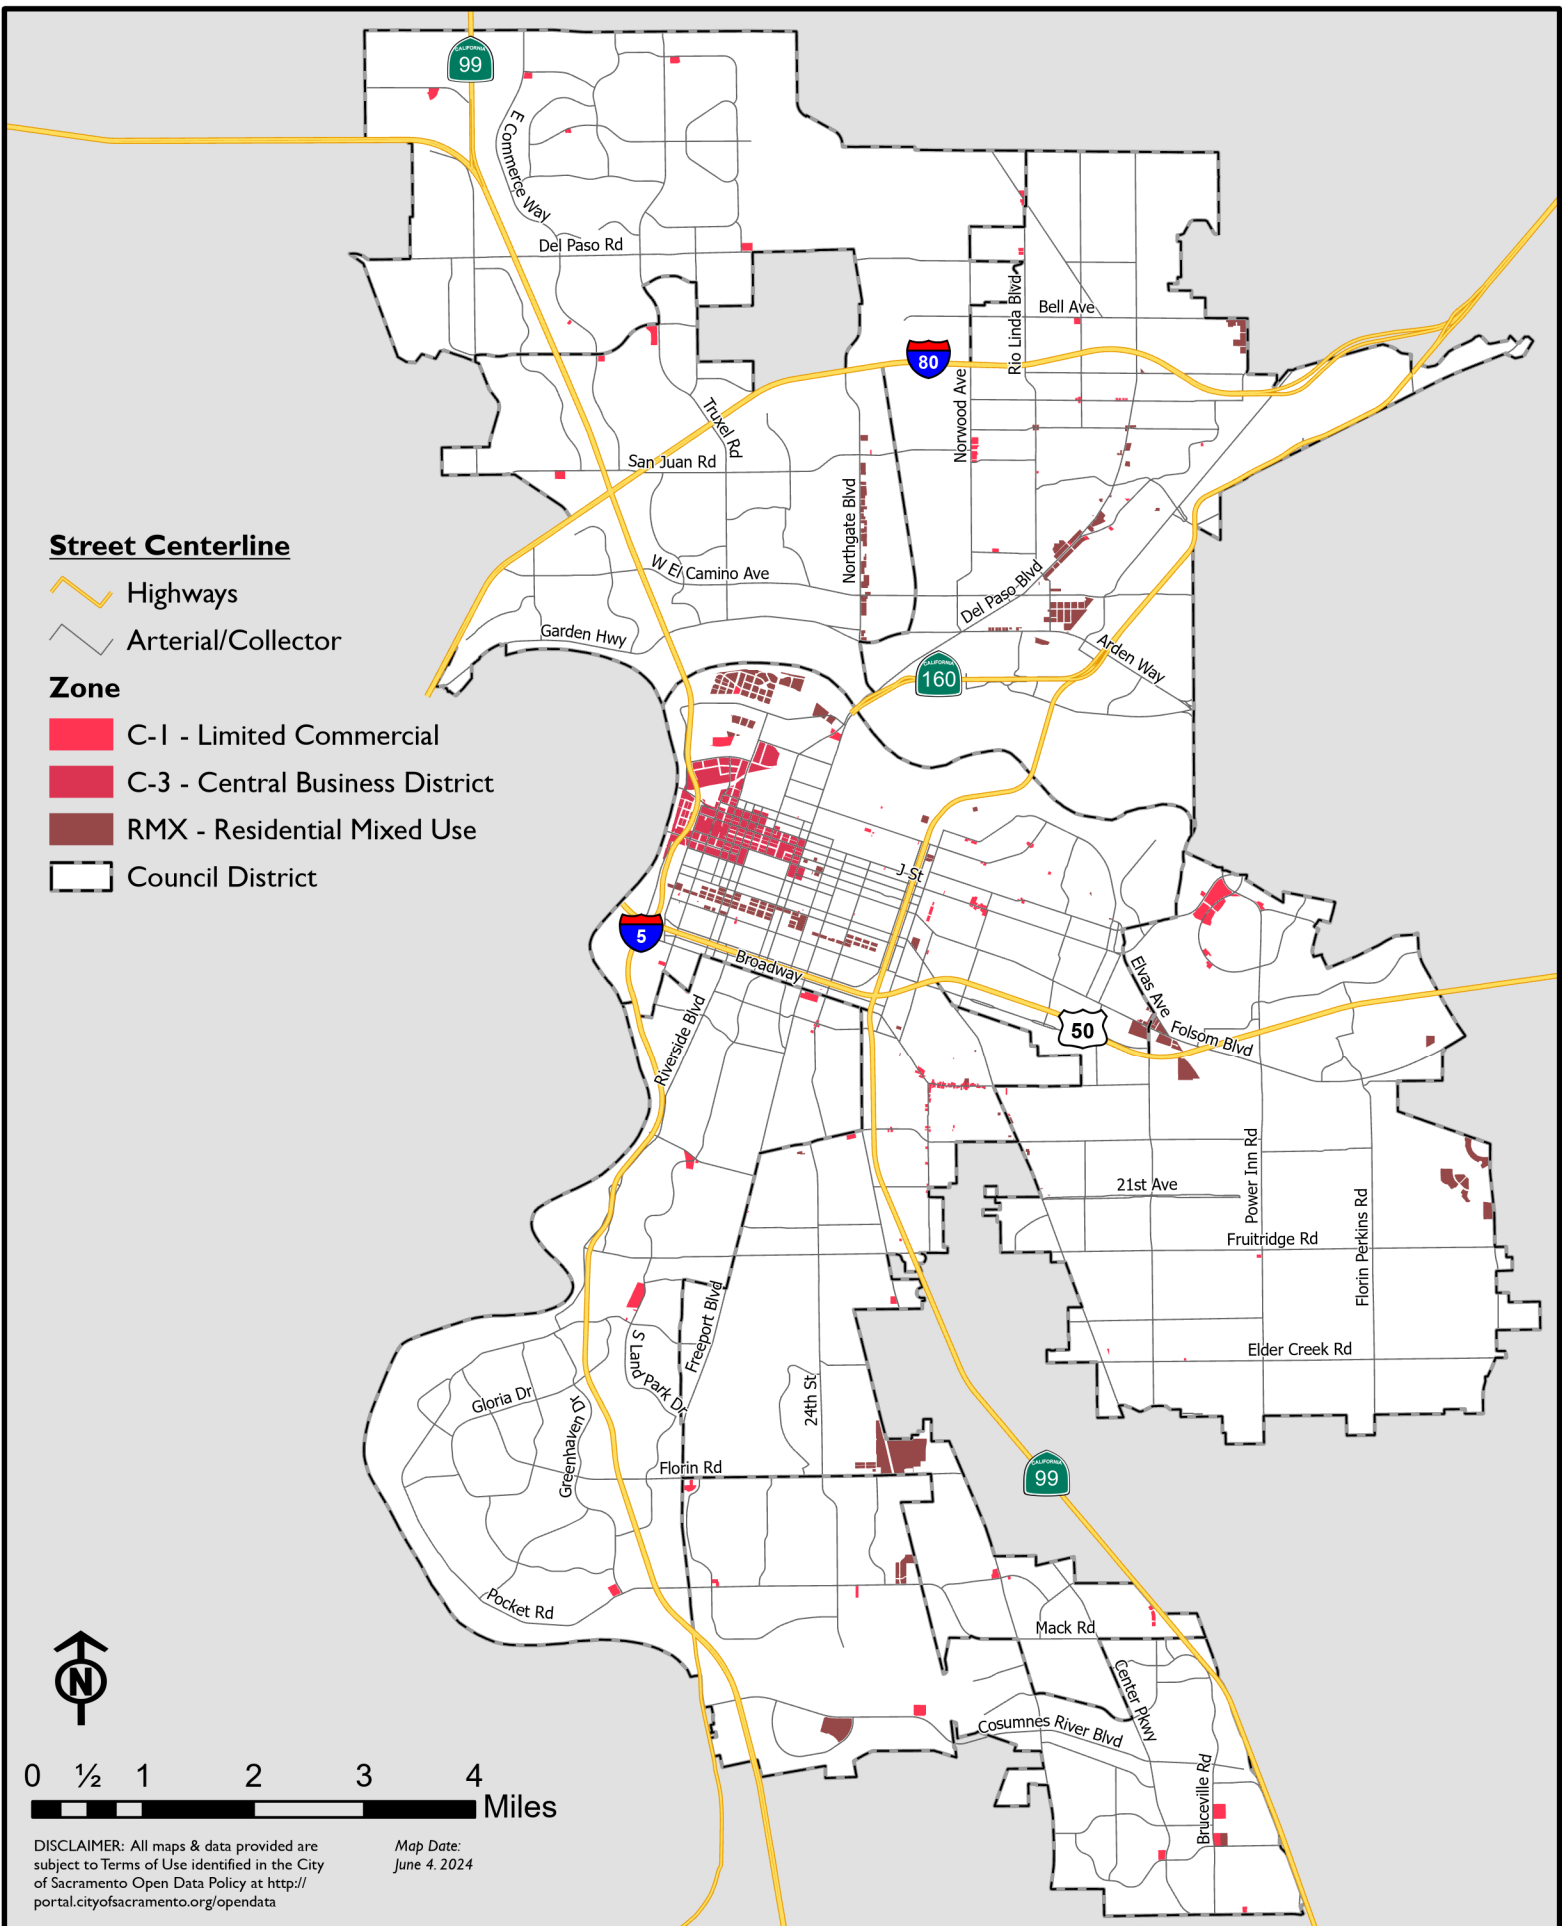 CALIFORNIA
99
E Commerce Way
Del Paso Rd
Rio Linda Blvd
Bell Ave
80
Norwood Ave
Truxel Rd
San Juan Rd
Northgate Blvd
W El Camino Ave
Del Paso Blvd
Garden Hwy
Arden Way
CALIFORNIA
160
Street Centerline
Highways
Arterial/Collector
Zone
C-1 - Limited Commercial
C-3 - Central Business District
RMX - Residential Mixed Use
Council District
J St
5
Broadway
Elvas Ave
50
Folsom Blvd
Riverside Blvd
Power Inn Rd
21st Ave
Florin Perkins Rd
Fruitridge Rd
Freeport Blvd
S Land Park Dr
Elder Creek Rd
Gloria Dr
Greenhaven Dr
24th St
Florin Rd
CALIFORNIA
99
Pocket Rd
Mack Rd
Center Pkwy
Cosumnes River Blvd
Bruceville Rd
N
0 ½ 1 2 3 4
Miles
DISCLAIMER: All maps & data provided are
subject to Terms of Use identified in the City
of Sacramento Open Data Policy at http://
portal.cityofsacramento.org/opendata
Map Date:
June 4. 2024